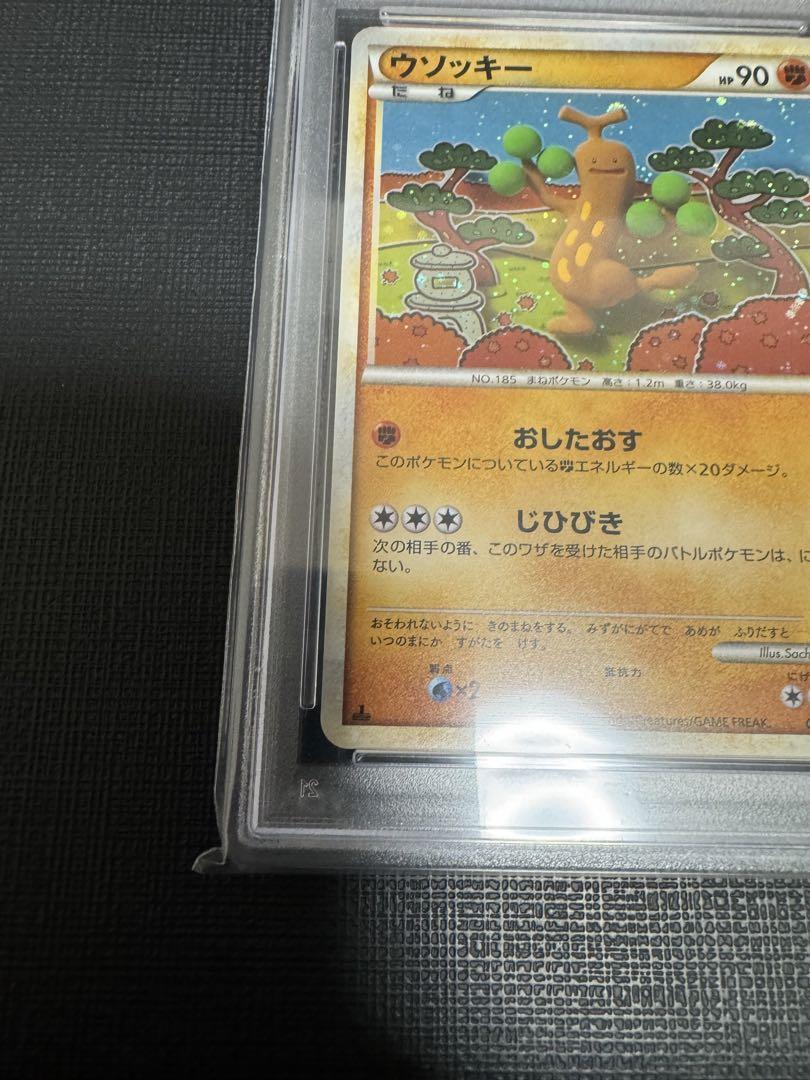 ウソッキー HP90
たね
NO.185 まねポケモン 高さ：1.2m 重さ：38.0kg
おしたおす
このポケモンについているエネルギーの数×20ダメージ。
じひびき
次の相手の番、このワザを受けた相手のバトルポケモンは、に
ない。
おそわれないように きのまねをする。 みずがにがてで あめが ふりだすと
いつのまにか すがたを けす。
Illus.Sach
弱点 抵抗力 にげ
×2
Creatures/GAME FREAK.